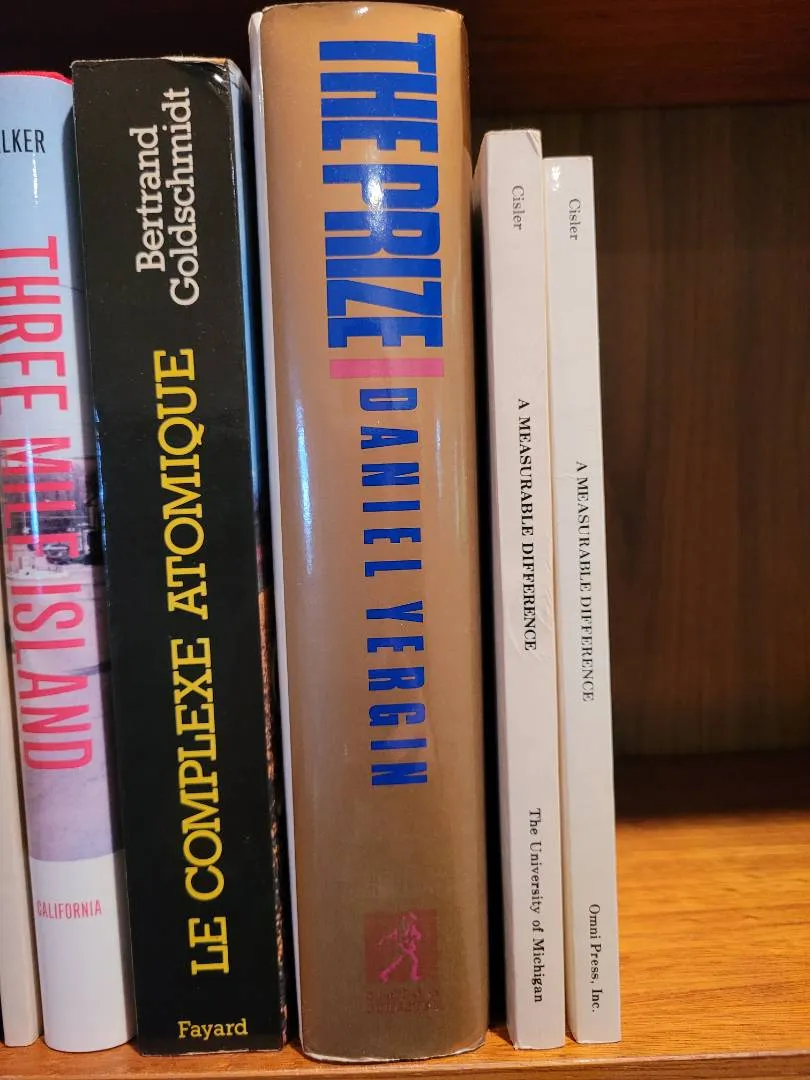 LKER
THREE MILE ISLAND
CALIFORNIA
Bertrand
Goldschmidt
LE COMPLEXE ATOMIQUE
Fayard
THE PRIZE
DANIEL YERGIN
Cisler
A MEASURABLE DIFFERENCE
The University of Michigan
Cisler
A MEASURABLE DIFFERENCE
Omni Press, Inc.